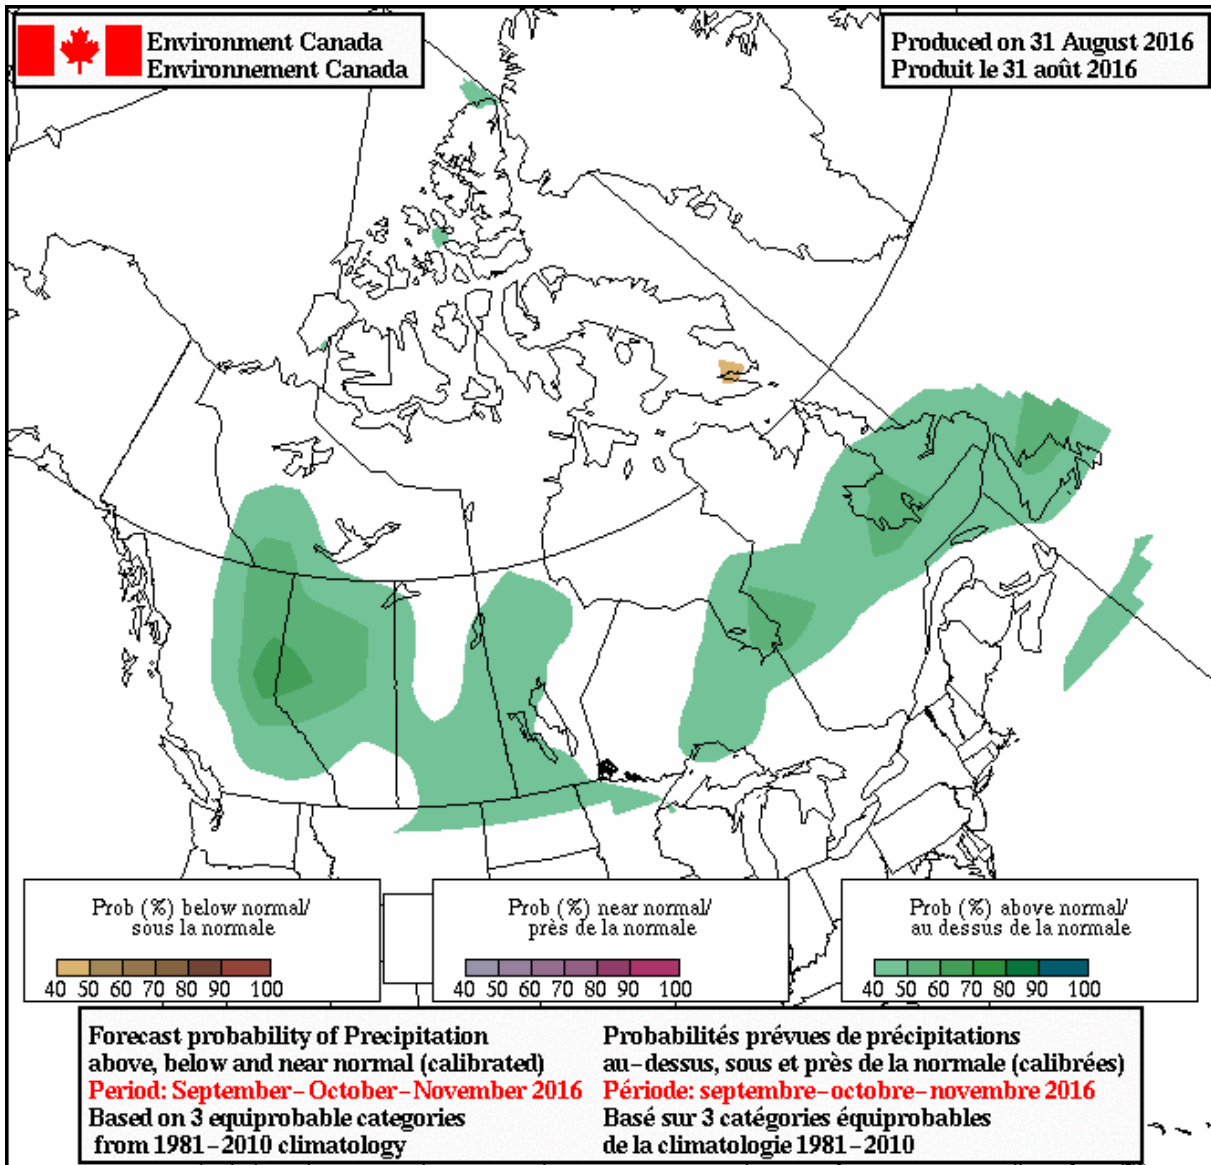 Environment Canada
Environnement Canada
Produced on 31 August 2016
Produit le 31 août 2016
Prob (%) below normal/
sous la normale
40 50 60 70 80 90 100
Prob (%) near normal/
près de la normale
40 50 60 70 80 90 100
Prob (%) above normal/
au dessus de la normale
40 50 60 70 80 90 100
Forecast probability of Precipitation
above, below and near normal (calibrated)
Period: September-October-November 2016
Based on 3 equiprobable categories
from 1981-2010 climatology
Probabilités prévues de précipitations
au-dessus, sous et près de la normale (calibrées)
Période: septembre-octobre-novembre 2016
Basé sur 3 catégories équiprobables
de la climatologie 1981-2010